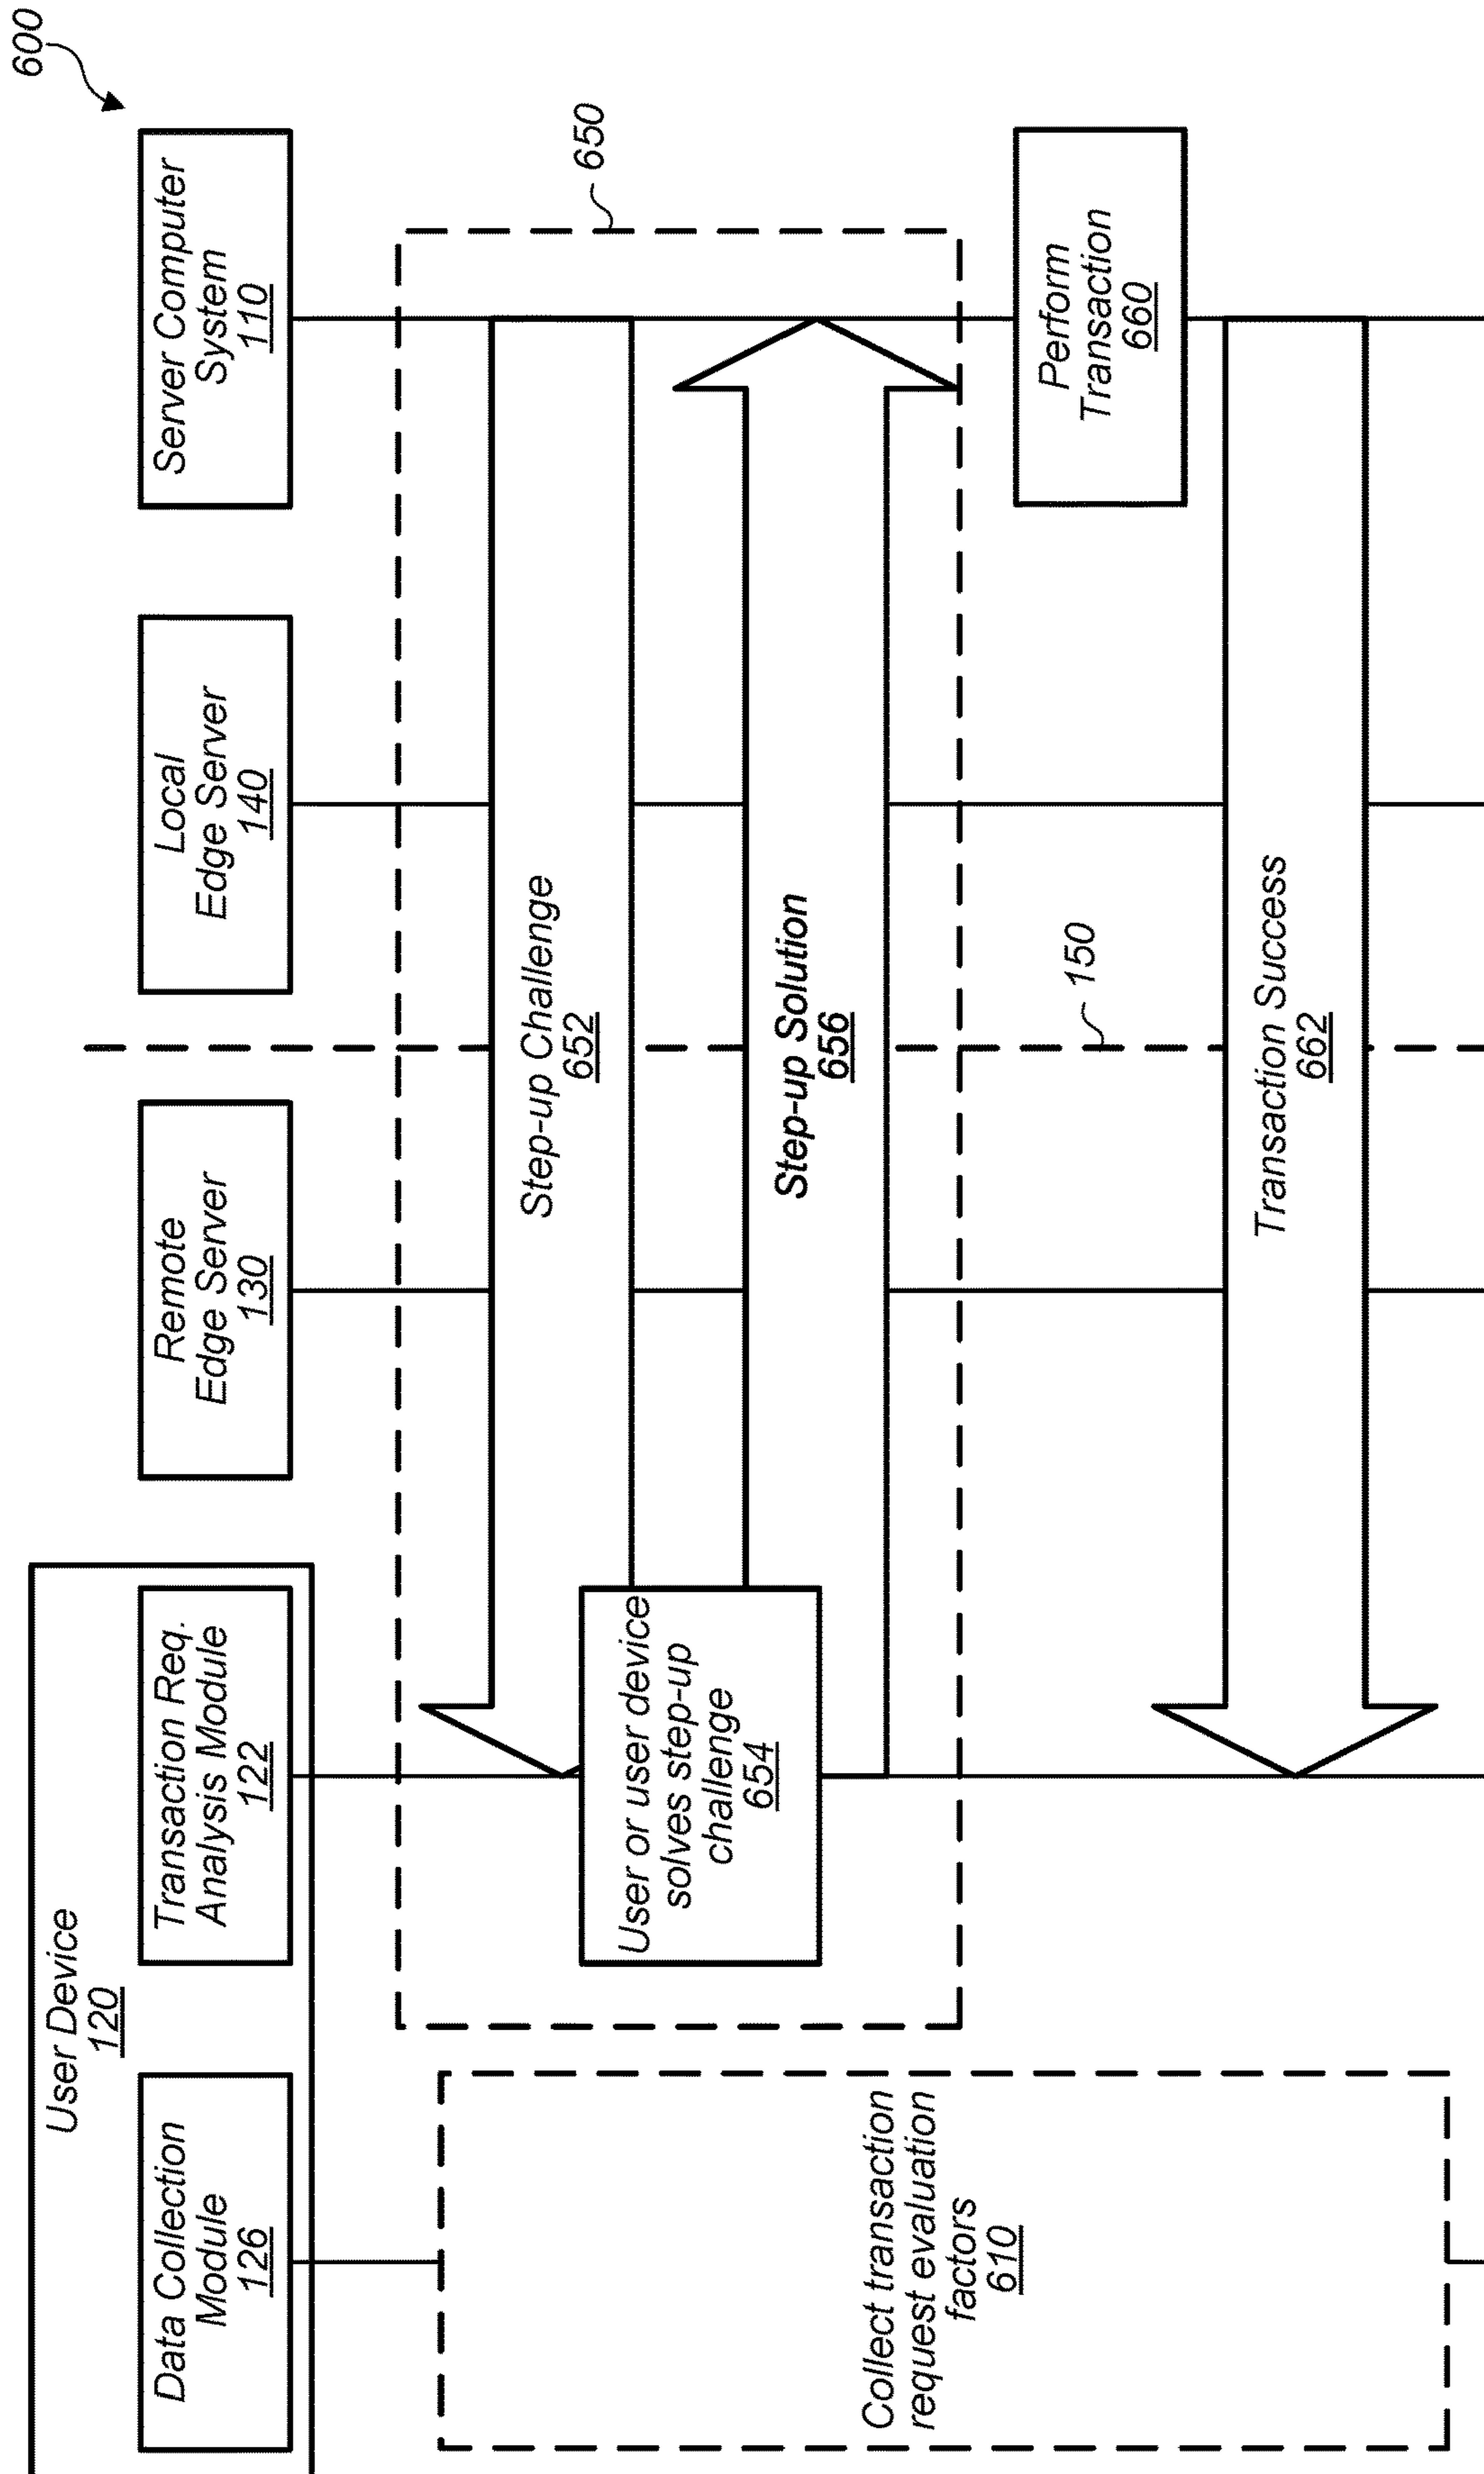 600
User Device
120
Data Collection
Module
126
Transaction Req.
Analysis Module
122
Remote
Edge Server
130
Local
Edge Server
140
Server Computer
System
110
650
Step-up Challenge
652
User or user device
solves step-up
challenge
654
Step-up Solution
656
Collect transaction
request evaluation
factors
610
150
Perform
Transaction
660
Transaction Success
662